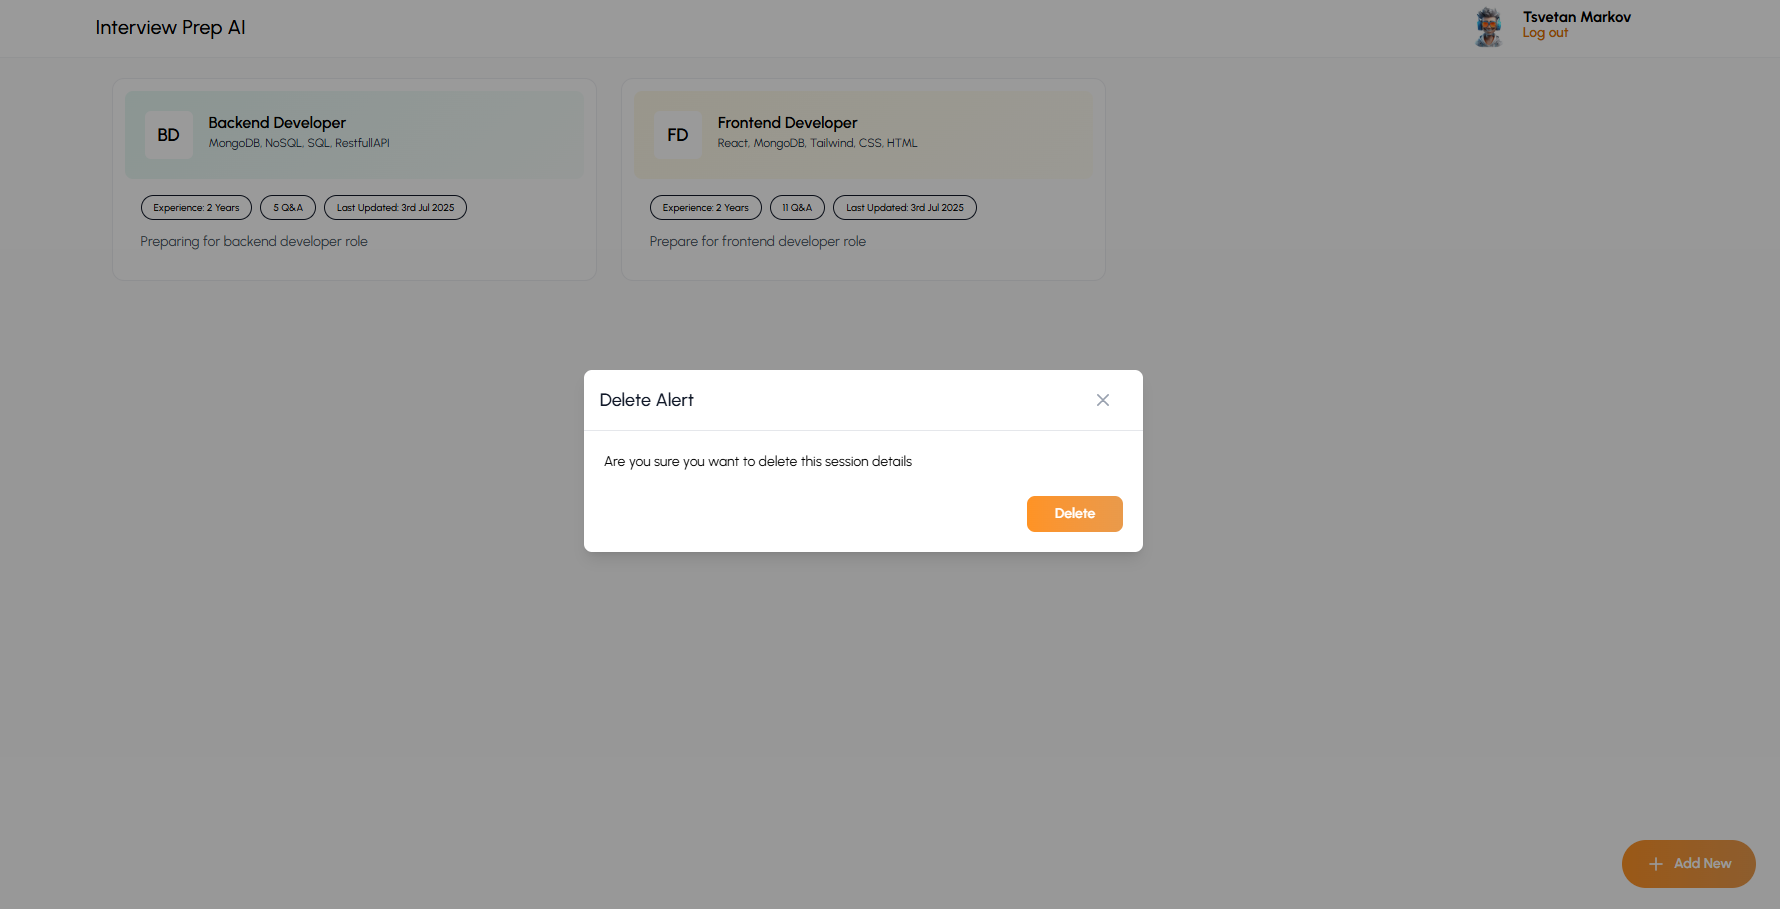 Interview Prep AI
Tsvetan Markov
Log out
BD
Backend Developer
MongoDB, NoSQL, SQL, RestfullAPI
Experience: 2 Years
5 Q&A
Last Updated: 3rd Jul 2025
Preparing for backend developer role
FD
Frontend Developer
React, MongoDB, Tailwind, CSS, HTML
Experience: 2 Years
11 Q&A
Last Updated: 3rd Jul 2025
Prepare for frontend developer role
Delete Alert
Are you sure you want to delete this session details
Delete
Add New